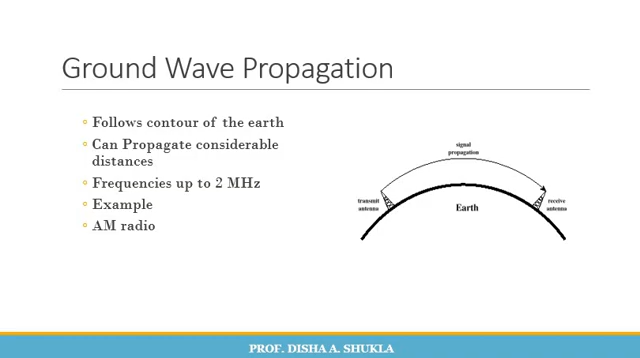 Ground Wave Propagation
Follows contour of the earth
Can Propagate considerable
distances
Frequencies up to 2 MHz
Example
AM radio
signal
propagation
transmit
antenna
Earth
receive
antenna
PROF. DISHA A. SHUKLA